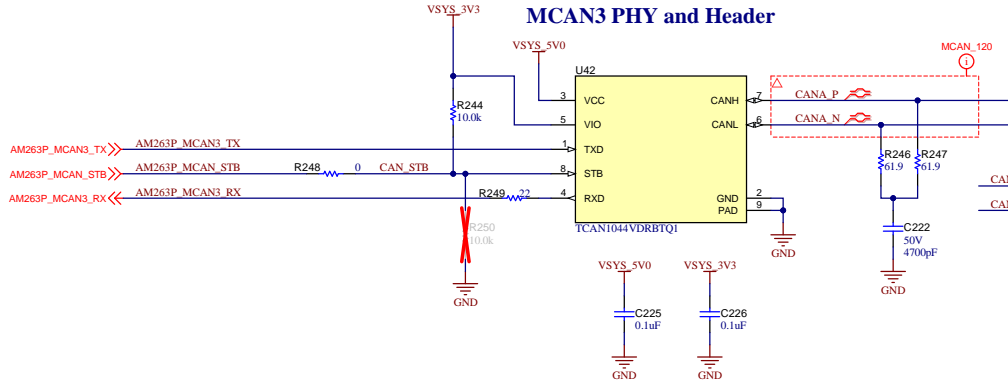 MCAN3 PHY and Header
VSYS_3V3
VSYS_5V0
MCAN_120
i
U42
R244
10.0k
3 VCC
CANH 7
CANA_P
5 VIO
CANL 6
CANA_N
AM263P_MCAN3_TX
AM263P_MCAN3_TX
1 TXD
AM263P_MCAN_STB
AM263P_MCAN_STB
R248 0
CAN_STB
8 STB
AM263P_MCAN3_RX
AM263P_MCAN3_RX
R249 22
4 RXD
GND 2
PAD 9
R246
61.9
R247
61.9
CAN
CAN
TCAN1044VDRBTQ1
R250
10.0k
GND
GND
C222
50V
4700pF
GND
VSYS_5V0
VSYS_3V3
C225
0.1uF
C226
0.1uF
GND
GND